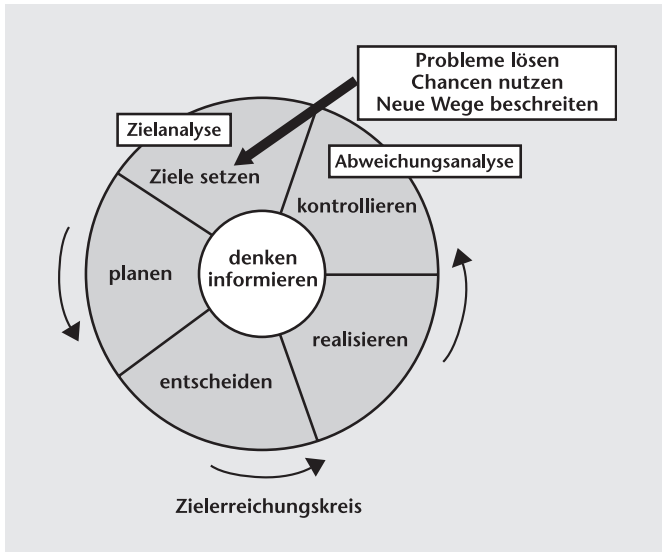 Probleme lösen
Chancen nutzen
Neue Wege beschreiten
Zielanalyse
Abweichungsanalyse
Ziele setzen
kontrollieren
denken
informieren
planen
realisieren
entscheiden
Zielerreichungskreis